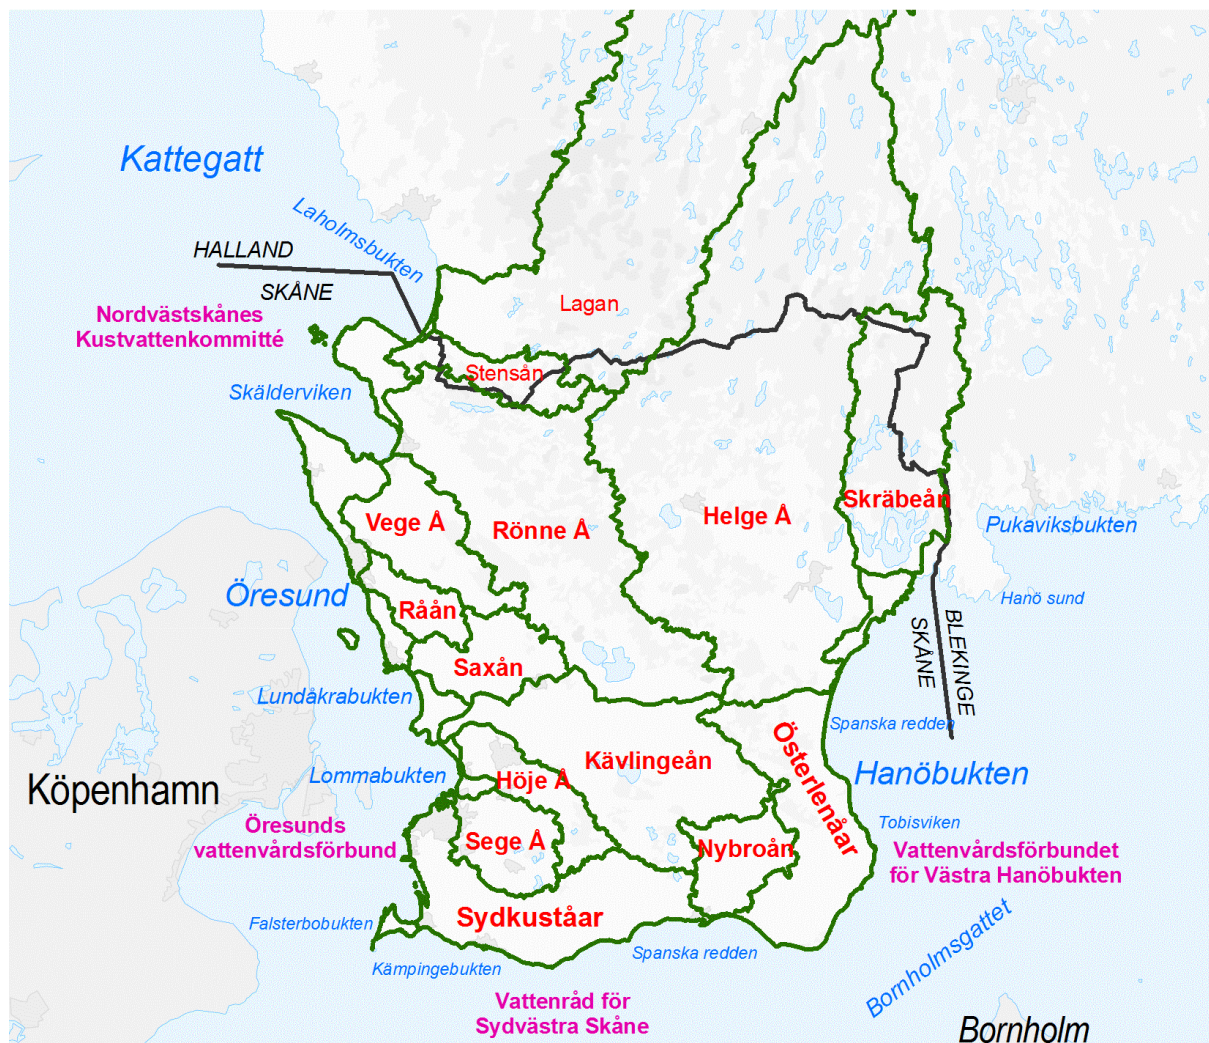 Kattegatt
Laholmsbukten
HALLAND
SKÅNE
Nordvästskånes
Kustvattenkommitté
Lagan
Stensån
Skälderviken
Skräbeån
Vege Å
Rönne Å
Helge Å
Pukaviksbukten
Öresund
Råån
Hanö sund
BLEKINGE
SKÅNE
Saxån
Lundåkrabukten
Spanska redden
Österlenåar
Kävlingeån
Höje Å
Lommabukten
Hanöbukten
Köpenhamn
Tobisviken
Öresunds
vattenvårdsförbund
Sege Å
Nybroån
Vattenvårdsförbundet
för Västra Hanöbukten
Sydkuståar
Falsterbobukten
Spanska redden
Bornholmsgattet
Kämpingebukten
Vattenråd för
Sydvästra Skåne
Bornholm